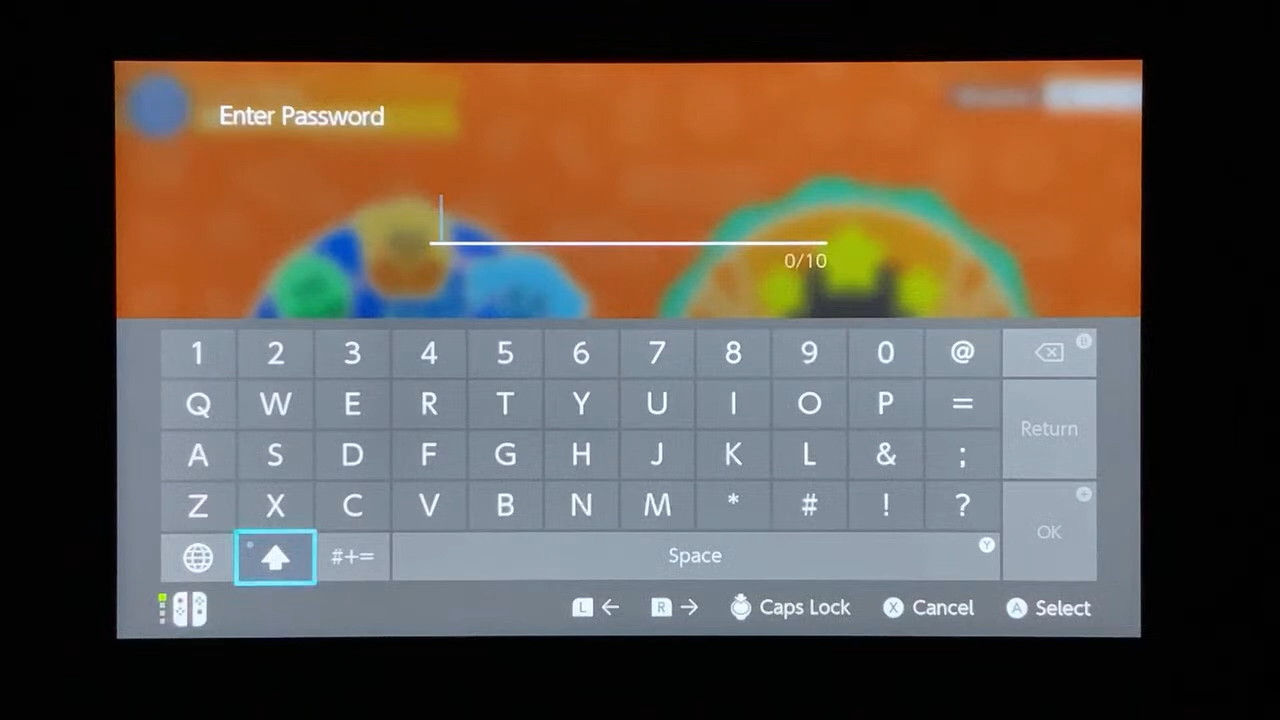 Enter Password
0/10
1 2 3 4 5 6 7 8 9 0 @
Q W E R T Y U I O P =
Return
A S D F G H J K L & ;
Z X C V B N M * # ! ?
OK
#+= Space Y
L R Caps Lock X Cancel A Select